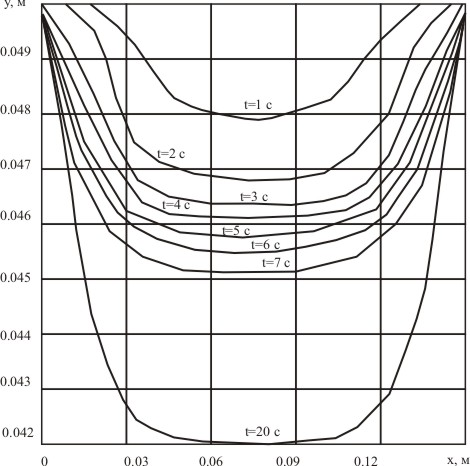 y, м
0.049
t=1 c
0.048
t=2 c
0.047
t=3 c
t=4 c
0.046
t=5 c
t=6 c
t=7 c
0.045
0.044
0.043
0.042
t=20 c
0 0.03 0.06 0.09 0.12 x, м